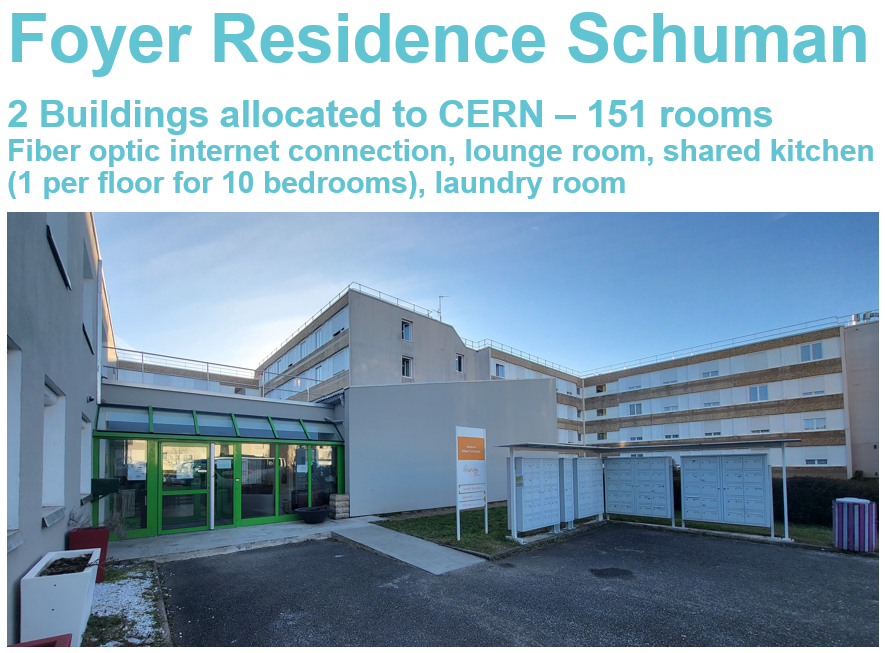 Foyer Residence Schuman
2 Buildings allocated to CERN – 151 rooms
Fiber optic internet connection, lounge room, shared kitchen
(1 per floor for 10 bedrooms), laundry room